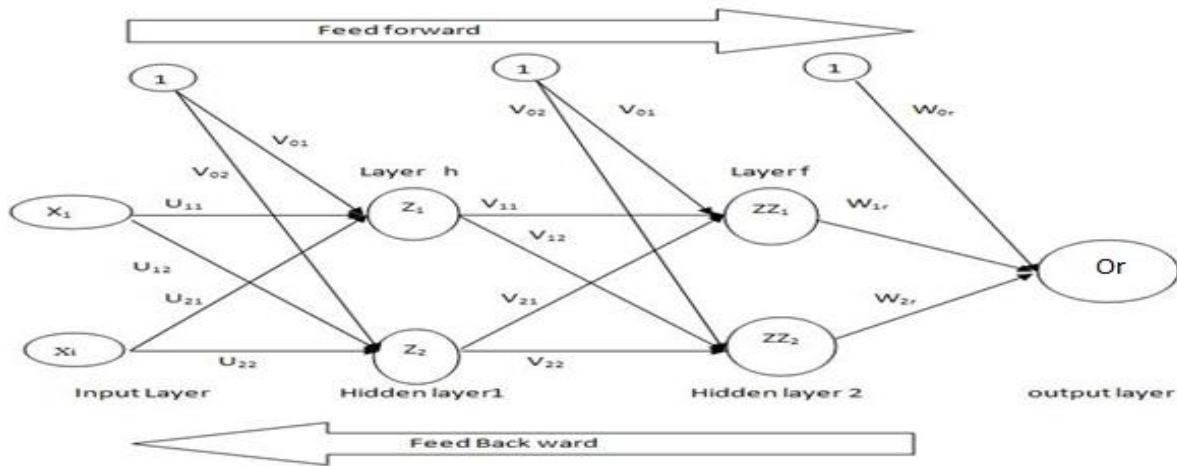 Feed forward
1 1 1
V₀₂ V₀₁ W₀ᵣ
V₀₁
V₀₂ Layer h Layer f
X₁ U₁₁ Z₁ V₁₁ ZZ₁ W₁ᵣ
V₁₂
U₁₂ Or
U₂₁ V₂₁ W₂ᵣ
Xi U₂₂ Z₂ V₂₂ ZZ₂
Input Layer Hidden layer1 Hidden layer 2 output layer
Feed Back ward